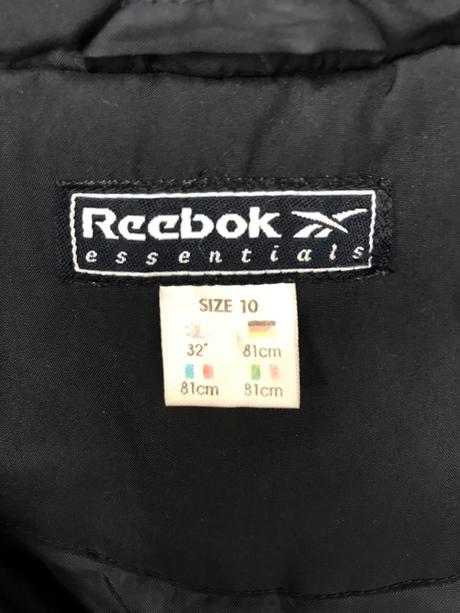 Reebok
essentials
SIZE 10
32" 81cm
81cm 81cm